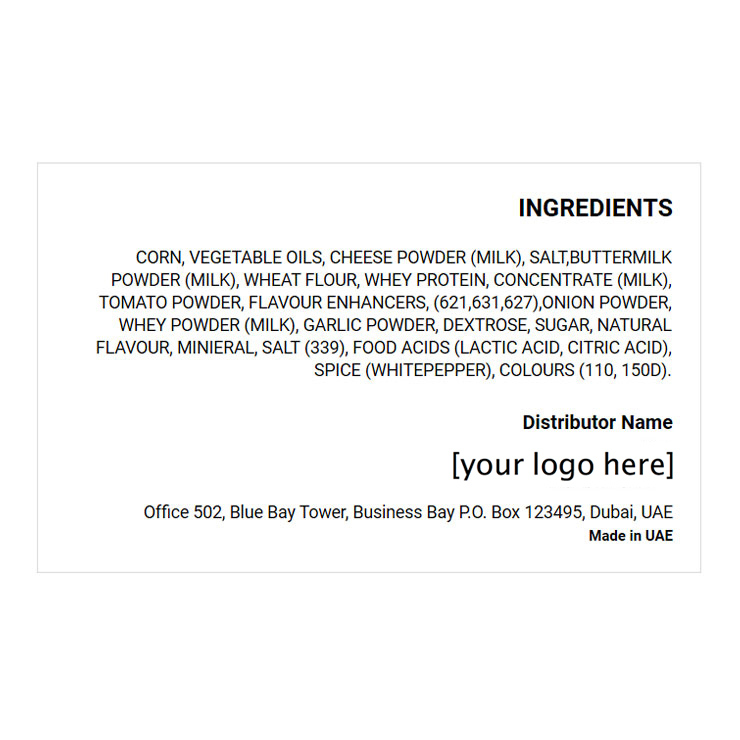 INGREDIENTS
CORN, VEGETABLE OILS, CHEESE POWDER (MILK), SALT,BUTTERMILK
POWDER (MILK), WHEAT FLOUR, WHEY PROTEIN, CONCENTRATE (MILK),
TOMATO POWDER, FLAVOUR ENHANCERS, (621,631,627),ONION POWDER,
WHEY POWDER (MILK), GARLIC POWDER, DEXTROSE, SUGAR, NATURAL
FLAVOUR, MINIERAL, SALT (339), FOOD ACIDS (LACTIC ACID, CITRIC ACID),
SPICE (WHITEPEPPER), COLOURS (110, 150D).
Distributor Name
[your logo here]
Office 502, Blue Bay Tower, Business Bay P.O. Box 123495, Dubai, UAE
Made in UAE